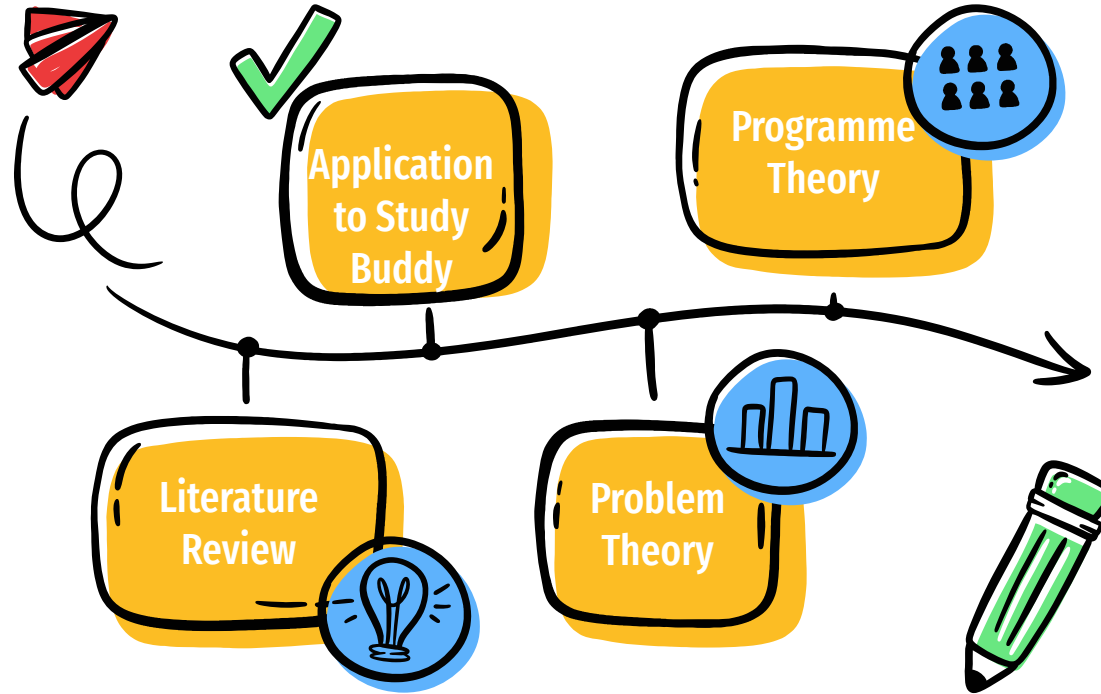 Application
to Study
Buddy
Programme
Theory
Literature
Review
Problem
Theory